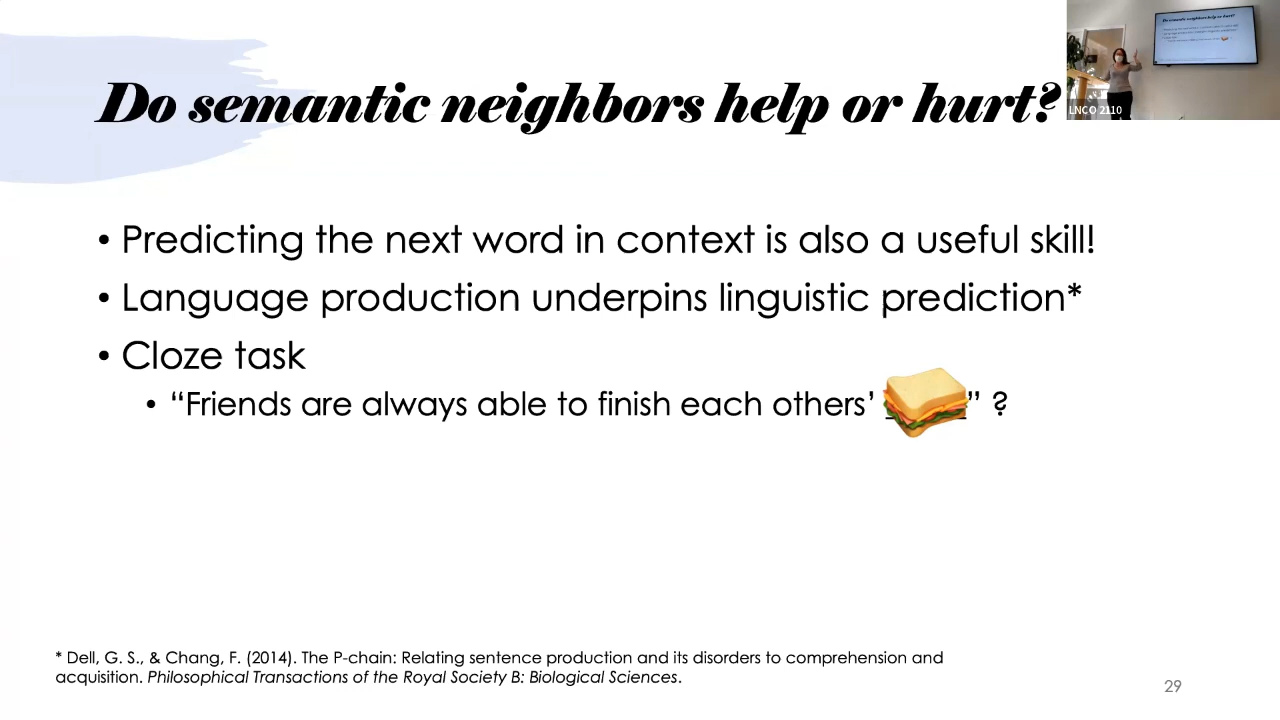 Do semantic neighbors help or hurt?
LNCO 2110
• Predicting the next word in context is also a useful skill!
• Language production underpins linguistic prediction*
• Cloze task
• “Friends are always able to finish each others’ ” ?
* Dell, G. S., & Chang, F. (2014). The P-chain: Relating sentence production and its disorders to comprehension and
acquisition. Philosophical Transactions of the Royal Society B: Biological Sciences.
29